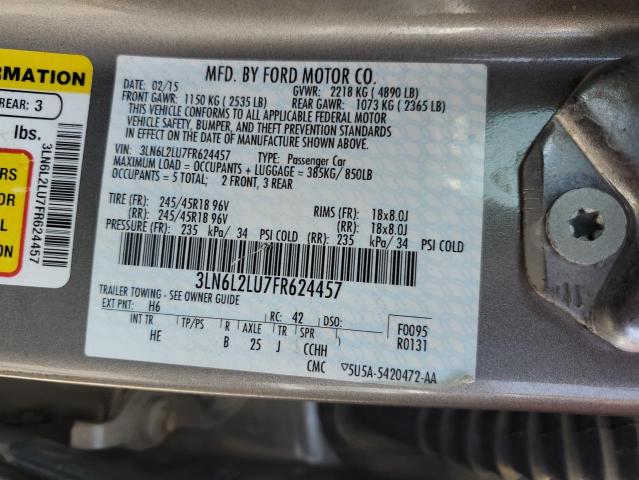 ORMATION
REAR: 3
lbs.
ERS
OR
ION
3LN6L2LU7FR624457
MFD. BY FORD MOTOR CO.
DATE: 02/15 GVWR: 2218 KG ( 4890 LB)
FRONT GAWR: 1150 KG ( 2535 LB) REAR GAWR: 1073 KG ( 2365 LB)
THIS VEHICLE CONFORMS TO ALL APPLICABLE FEDERAL MOTOR
VEHICLE SAFETY, BUMPER, AND THEFT PREVENTION STANDARDS
IN EFFECT ON THE DATE OF MANUFACTURE SHOWN ABOVE.
VIN: 3LN6L2LU7FR624457 TYPE: Passenger Car
MAXIMUM LOAD = OCCUPANTS + LUGGAGE = 385KG/ 850LB
OCCUPANTS = 5 TOTAL; 2 FRONT, 3 REAR
TIRE (FR): 245/45R18 96V RIMS (FR): 18x8.0J
(RR): 245/45R18 96V (RR): 18x8.0J
PRESSURE (FR): 235 kPa/ 34 PSI COLD (RR): 235 kPa/ 34 PSI COLD
3LN6L2LU7FR624457
TRAILER TOWING - SEE OWNER GUIDE
EXT PNT: H6 RC: 42 DSO: F0095
INT TR TP/PS R AXLE TR SPR R0131
HE B 25 J CCHH
CMC ▽5U5A-5420472-AA